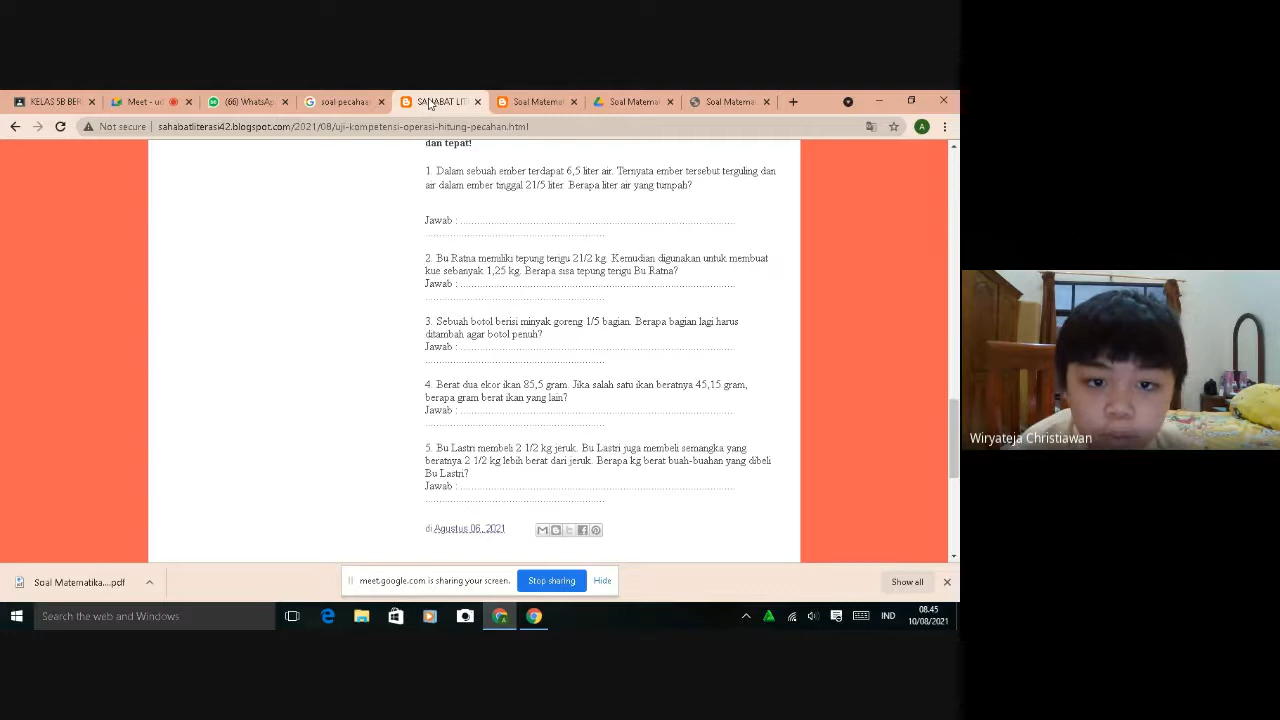 KELAS 5B BER
Meet - ud
(66) WhatsAp
soal pecahaa
SAHABAT LIT
Soal Matema
Soal Matema
Soal Matema
Not secure
sahabatliterasi42.blogspot.com/2021/08/uji-kompetensi-operasi-hitung-pecahan.html
A
dan tepat!
1. Dalam sebuah ember terdapat 6,5 liter air. Ternyata ember tersebut terguling dan
air dalam ember tinggal 21/5 liter. Berapa liter air yang tumpah?
Jawab : ..........................................................................................
...............................................................
2. Bu Ratna memiliki tepung terigu 21/2 kg. Kemudian digunakan untuk membuat
kue sebanyak 1,25 kg. Berapa sisa tepung terigu Bu Ratna?
Jawab : ..........................................................................................
...............................................................
3. Sebuah botol berisi minyak goreng 1/5 bagian. Berapa bagian lagi harus
ditambah agar botol penuh?
Jawab : ..........................................................................................
...............................................................
4. Berat dua ekor ikan 85,5 gram. Jika salah satu ikan beratnya 45,15 gram,
berapa gram berat ikan yang lain?
Jawab : ..........................................................................................
...............................................................
5. Bu Lastri membeli 2 1/2 kg jeruk. Bu Lastri juga membeli semangka yang
beratnya 2 1/2 kg lebih berat dari jeruk. Berapa kg berat buah-buahan yang dibeli
Bu Lastri?
Jawab : ..........................................................................................
...............................................................
di Agustus 06, 2021
Wiryateja Christiawan
Soal Matematika....pdf
meet.google.com is sharing your screen.
Stop sharing
Hide
Show all
Search the web and Windows
IND
08.45
10/08/2021